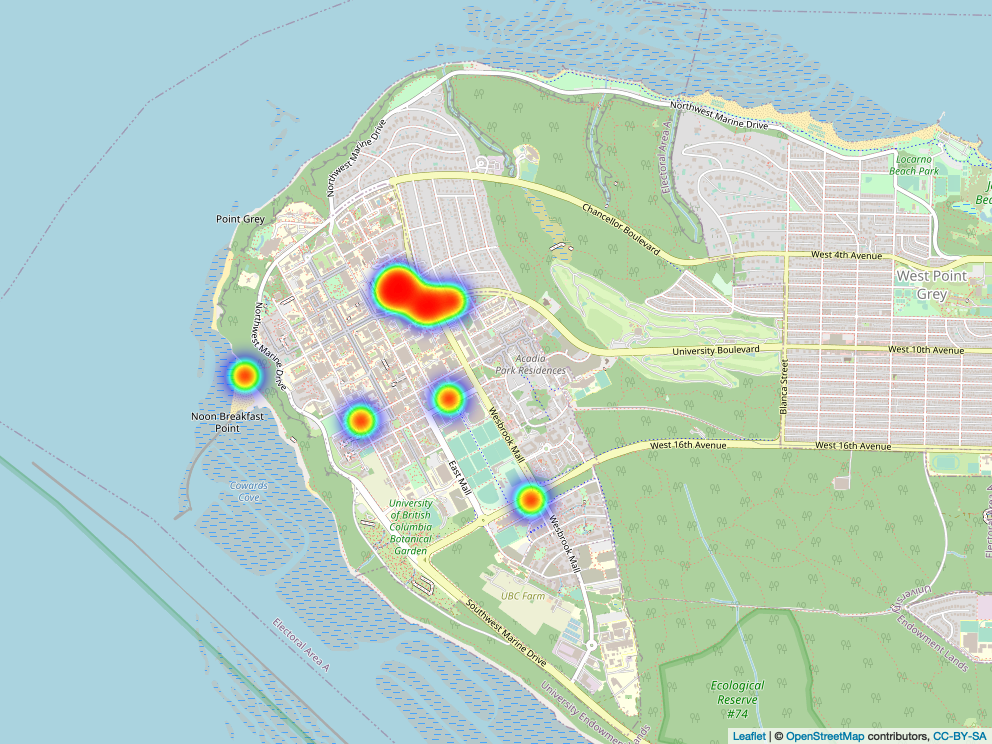 Northwest Marine Drive
Electoral Area A
Northwest Marine Drive
Locarno
Beach Park
Point Grey
Chancellor Boulevard
West 4th Avenue
West Point
Grey
Northwest Marine Drive
University Boulevard
West 10th Avenue
Acadia
Park Residences
Blanca Street
Noon Breakfast
Point
Wesbrook Mall
West 16th Avenue
West 16th Avenue
East Mall
Cowards
Cove
University
of British
Columbia
Botanical
Garden
Wesbrook Mall
UBC Farm
Southwest Marine Drive
Electoral Area A
University Endowment
Lands
Endowment Lands
Ecological
Reserve
#74
Leaflet | © OpenStreetMap contributors, CC-BY-SA